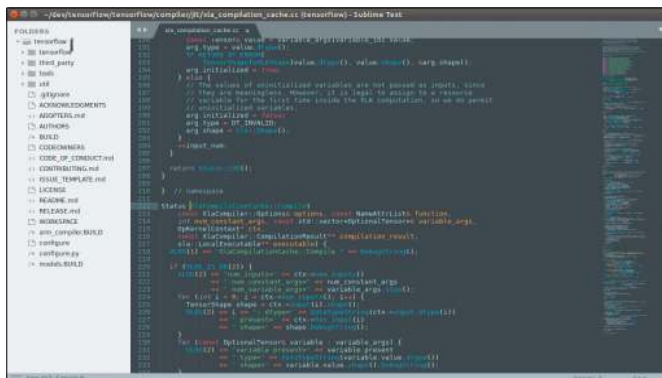 ~/dev/tensorflow/tensorflow/compiler/jit/xla_compilation_cache.cc (tensorflow) - Sublime Text
FOLDERS
tensorflow
tensorflow
third_party
tools
util
.gitignore
ACKNOWLEDGMENTS
ADOPTERS.md
AUTHORS
BUILD
CODEOWNERS
CODE_OF_CONDUCT.md
CONTRIBUTING.md
ISSUE_TEMPLATE.md
LICENSE
README.md
RELEASE.md
WORKSPACE
arm_compiler.BUILD
configure
configure.py
models.BUILD
xla_compilation_cache.cc
arg.type = value.dtype();
arg.initialized = true;
} else {
// The values of uninitialized variables are not passed as inputs, since
// they are meaningless. However, it is legal to assign to a resource
// variable for the first time inside the XLA computation, so we do permit
// uninitialized variables.
arg.initialized = false;
arg.type = DT_INVALID;
arg.shape = xla::Shape();
}
++input_num;
}
return Status::OK();
}
} // namespace
Status XlaCompilationCache::Compile(
const XlaCompiler::Options& options, const NameAttrList& function,
int num_constant_args, const std::vector<OptionalTensor>& variable_args,
OpKernelContext* ctx,
const XlaCompiler::CompilationResult** compilation_result,
xla::LocalExecutable** executable) {
VLOG(1) << "XlaCompilationCache::Compile " << DebugString();
if (VLOG_IS_ON(2)) {
VLOG(2) << "num_inputs=" << ctx->num_inputs()
<< " num_constant_args=" << num_constant_args
<< " num_variable_args=" << variable_args.size();
for (int i = 0; i < ctx->num_inputs(); i++) {
TensorShape shape = ctx->input(i).shape();
VLOG(2) << i << ": dtype=" << DataTypeString(ctx->input_dtype(i))
<< " present=" << ctx->has_input(i)
<< " shape=" << shape.DebugString();
}
for (const OptionalTensor& variable : variable_args) {
VLOG(2) << "variable present=" << variable.present
<< " type=" << DataTypeString(variable.value.dtype())
<< " shape=" << variable.value.shape().DebugString();
}